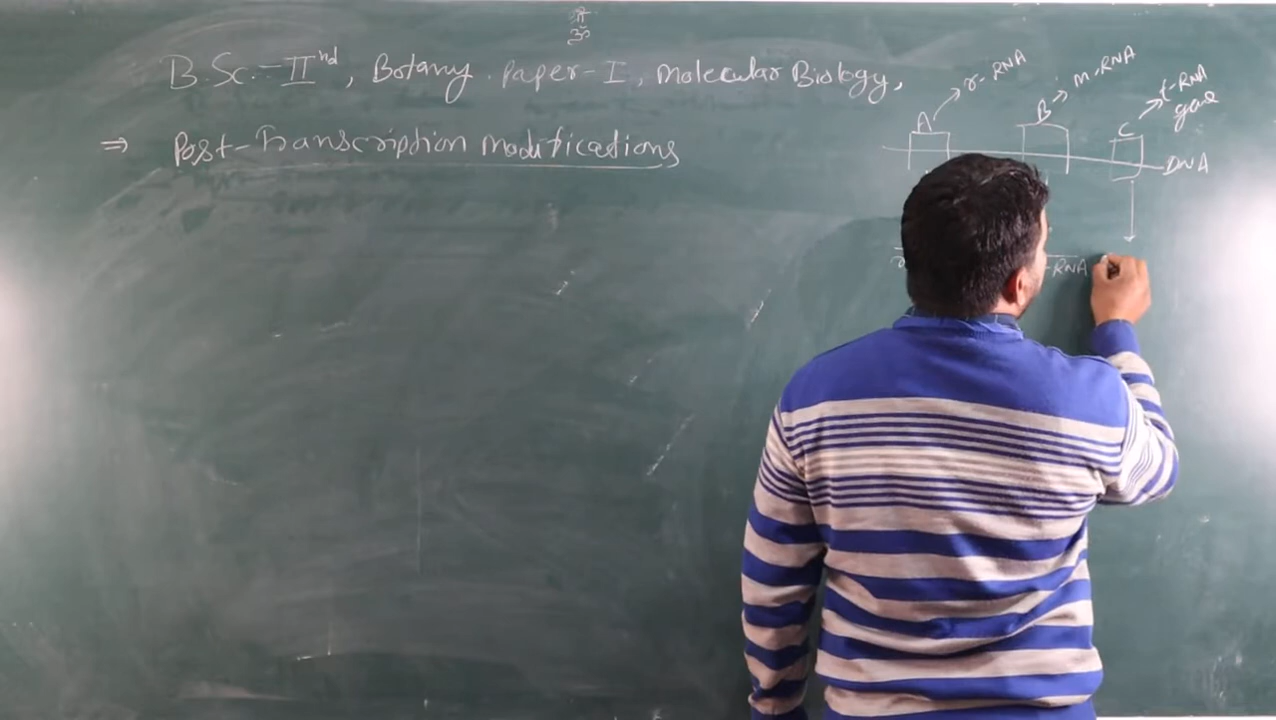 B.Sc.-IInd, Botany. Paper-I, Molecular Biology,
⇒ Post-Transcription modifications
A → r-RNA
B → m-RNA
C → t-RNA gene
DNA
-RNA